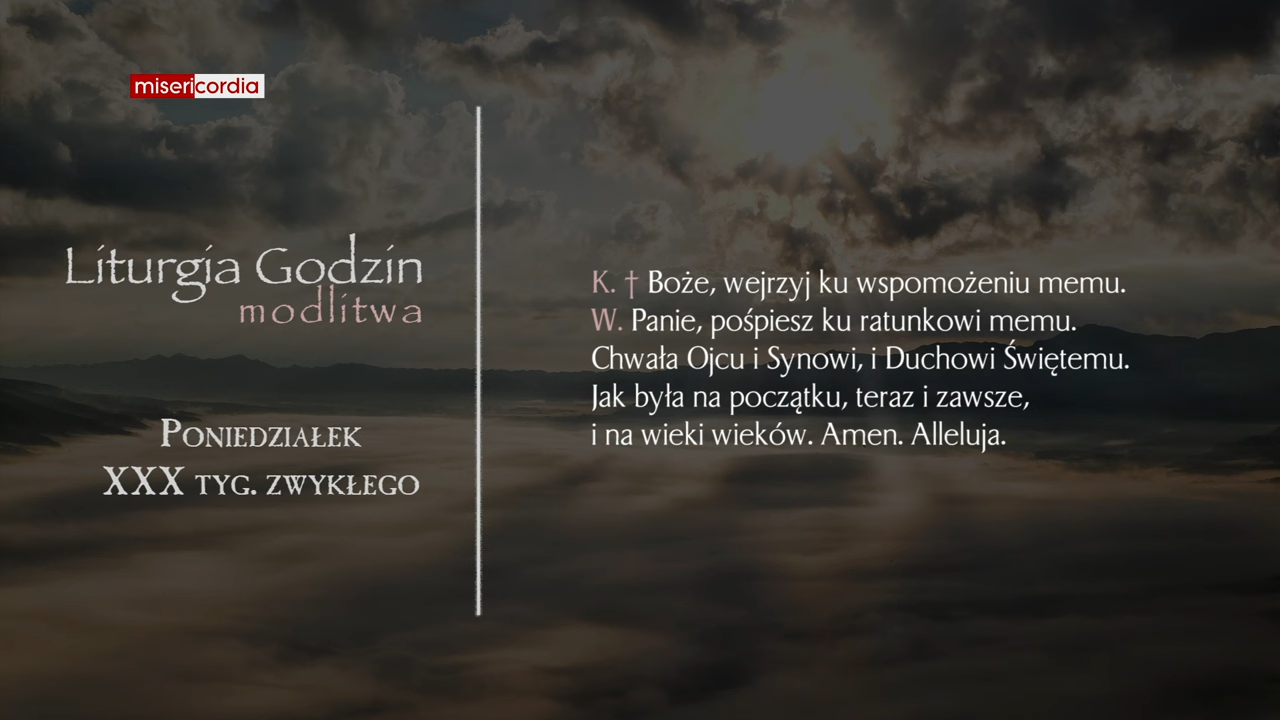 misericordia
Liturgia Godzin
modlitwa
Poniedziałek
XXX tyg. zwykłego
K. † Boże, wejrzyj ku wspomożeniu memu.
W. Panie, pośpiesz ku ratunkowi memu.
Chwała Ojcu i Synowi, i Duchowi Świętemu.
Jak była na początku, teraz i zawsze,
i na wieki wieków. Amen. Alleluja.